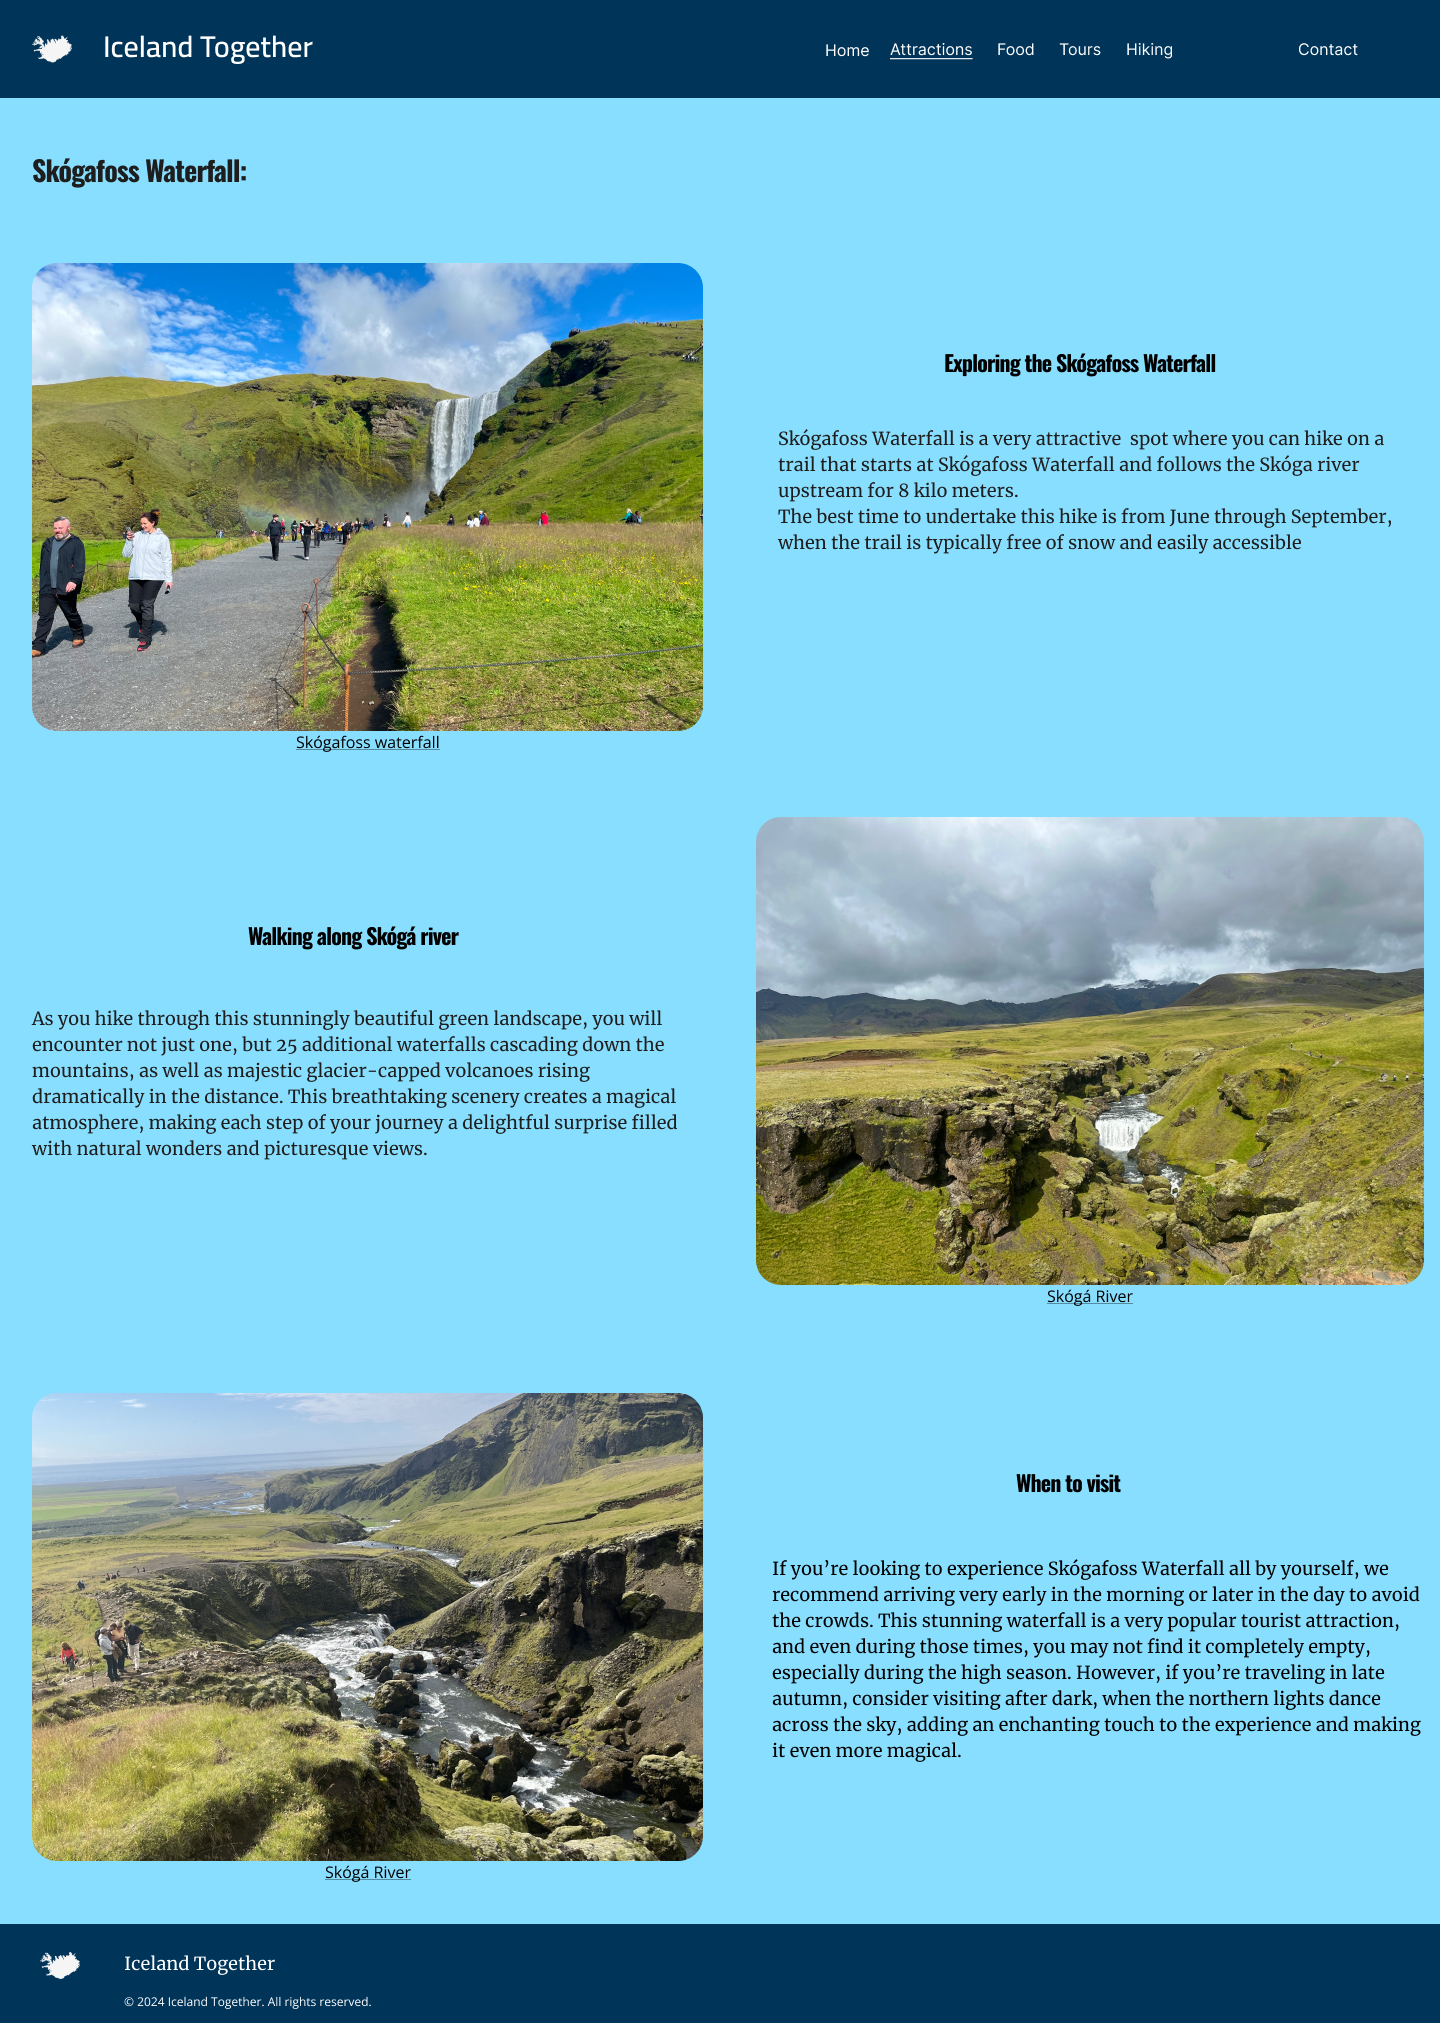 Iceland Together
Home Attractions Food Tours Hiking Contact
Skógafoss Waterfall:
Exploring the Skógafoss Waterfall
Skógafoss Waterfall is a very attractive  spot where you can hike on a
trail that starts at Skógafoss Waterfall and follows the Skóga river
upstream for 8 kilo meters.
The best time to undertake this hike is from June through September,
when the trail is typically free of snow and easily accessible
Skógafoss waterfall
Walking along Skógá river
As you hike through this stunningly beautiful green landscape, you will
encounter not just one, but 25 additional waterfalls cascading down the
mountains, as well as majestic glacier-capped volcanoes rising
dramatically in the distance. This breathtaking scenery creates a magical
atmosphere, making each step of your journey a delightful surprise filled
with natural wonders and picturesque views.
Skógá River
When to visit
If you’re looking to experience Skógafoss Waterfall all by yourself, we
recommend arriving very early in the morning or later in the day to avoid
the crowds. This stunning waterfall is a very popular tourist attraction,
and even during those times, you may not find it completely empty,
especially during the high season. However, if you’re traveling in late
autumn, consider visiting after dark, when the northern lights dance
across the sky, adding an enchanting touch to the experience and making
it even more magical.
Skógá River
Iceland Together
© 2024 Iceland Together. All rights reserved.